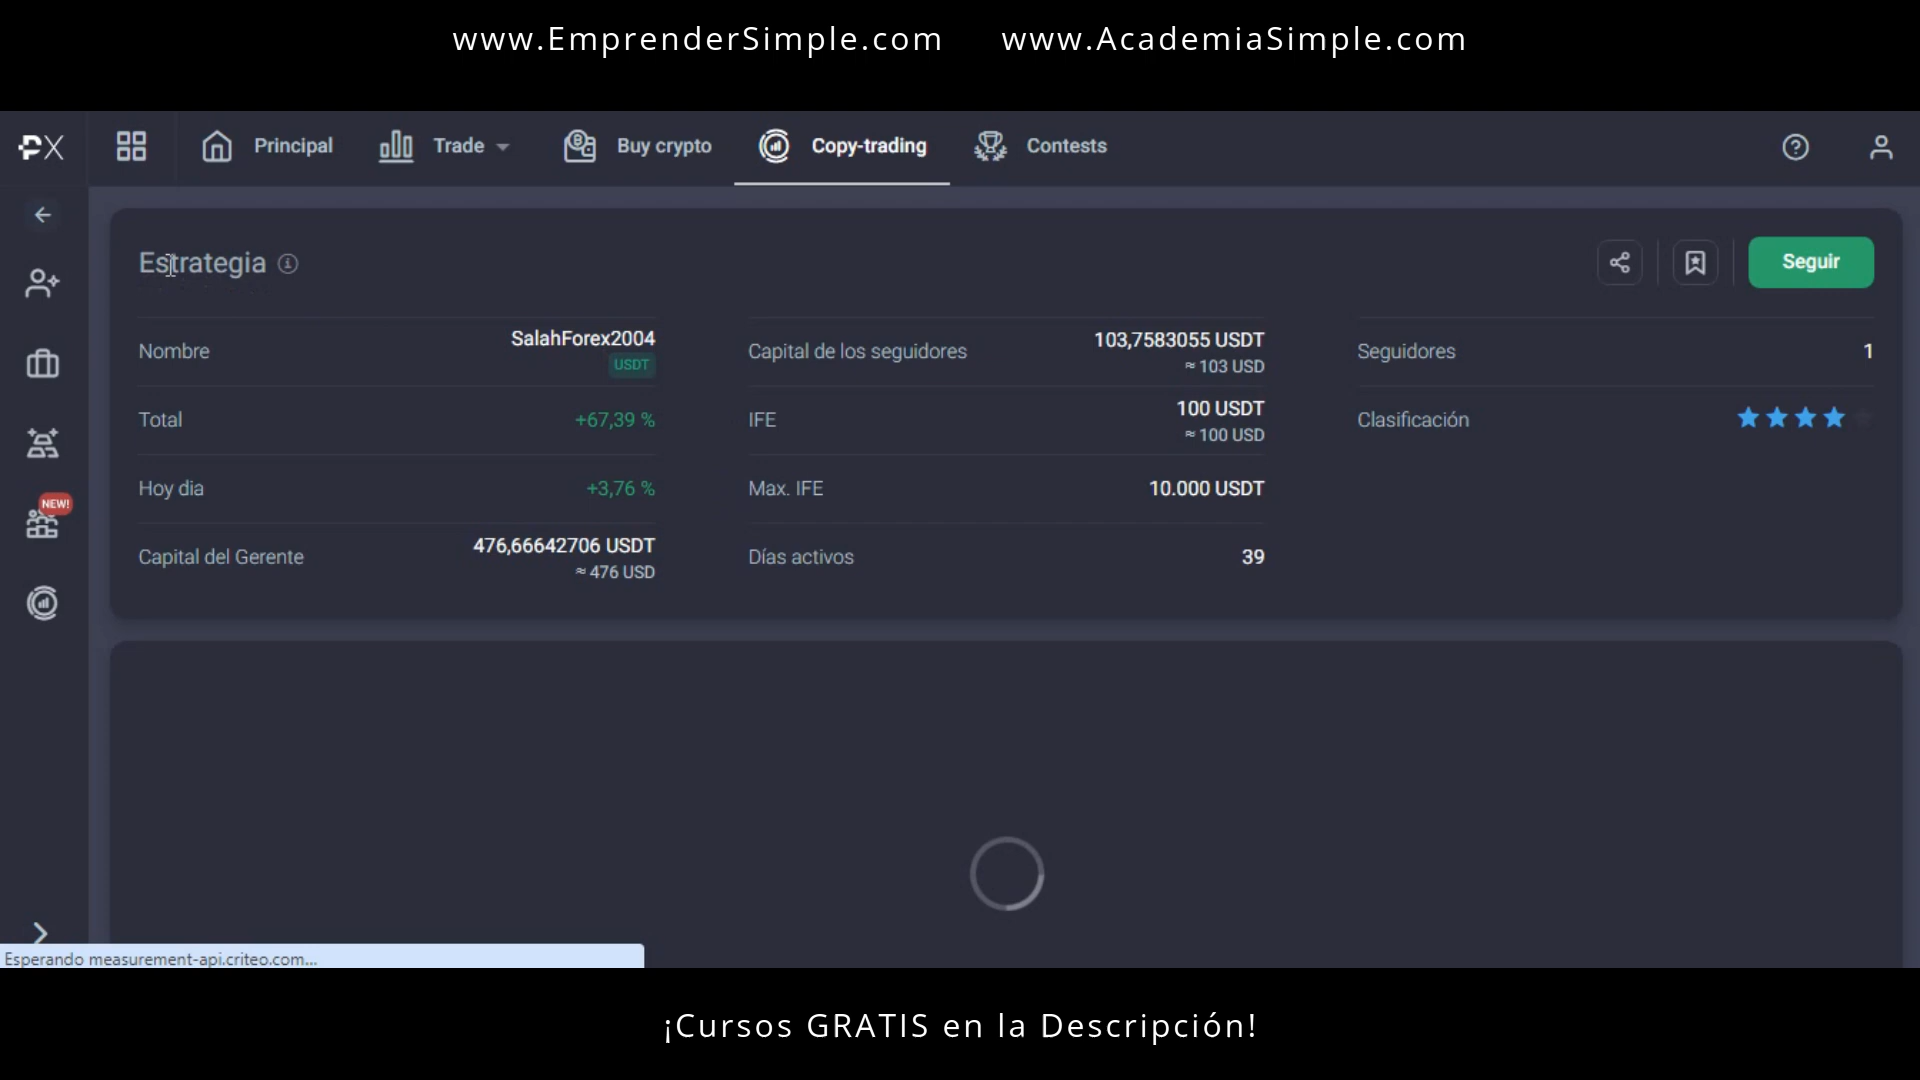 www.EmprenderSimple.com www.AcademiaSimple.com
PX Principal Trade Buy crypto Copy-trading Contests
Estrategia Seguir
Nombre SalahForex2004
USDT
Capital de los seguidores 103,7583055 USDT
≈ 103 USD
Seguidores 1
Total +67,39 %
IFE 100 USDT
≈ 100 USD
Clasificación
Hoy dia +3,76 %
Max. IFE 10.000 USDT
NEW!
Capital del Gerente 476,66642706 USDT
≈ 476 USD
Días activos 39
Esperando measurement-api.criteo.com...
¡Cursos GRATIS en la Descripción!